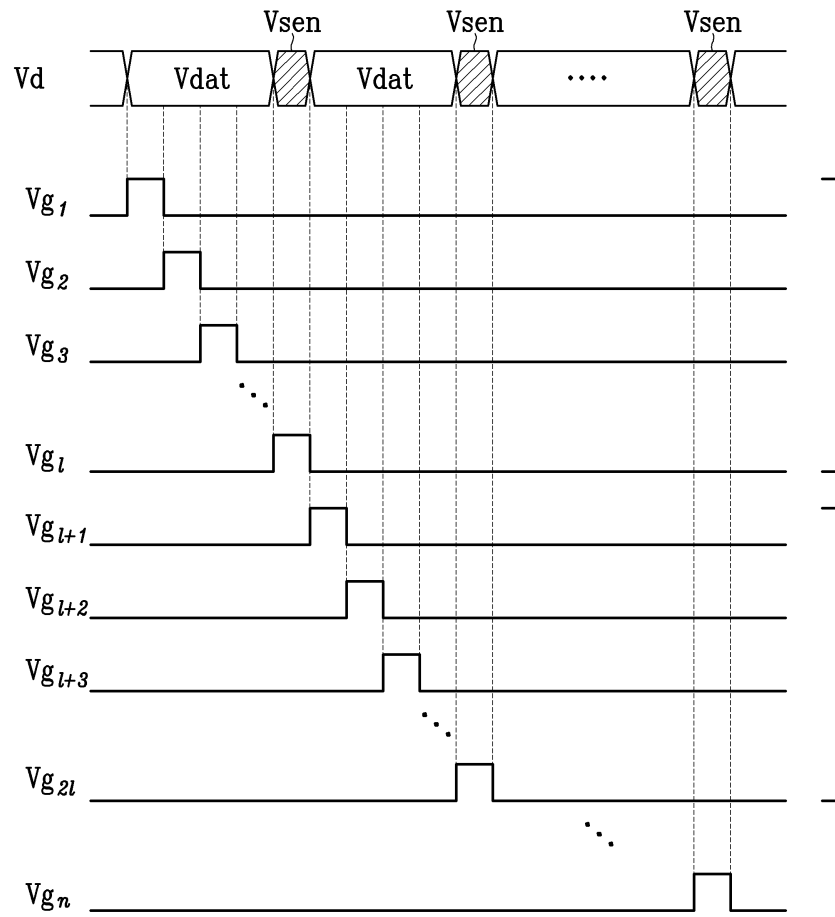 Vsen Vsen Vsen
Vd Vdat Vdat ....
Vg1
Vg2
Vg3
Vgl
Vgl+1
Vgl+2
Vgl+3
Vg2l
Vgn